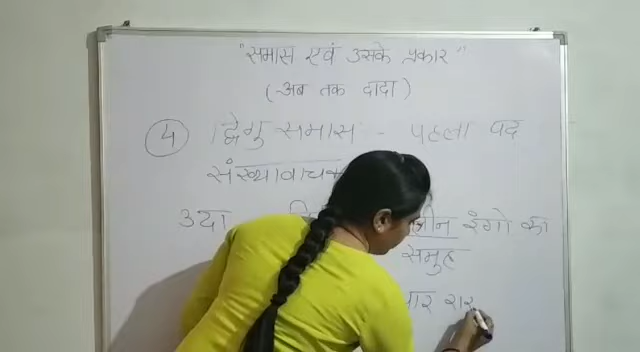 "समास एवं उसके प्रकार"
(अब तक दादा)
4 द्विगु समास :- पहला पद
संख्यावाचक
उदा तीन रंगो का
समुह
चार रा